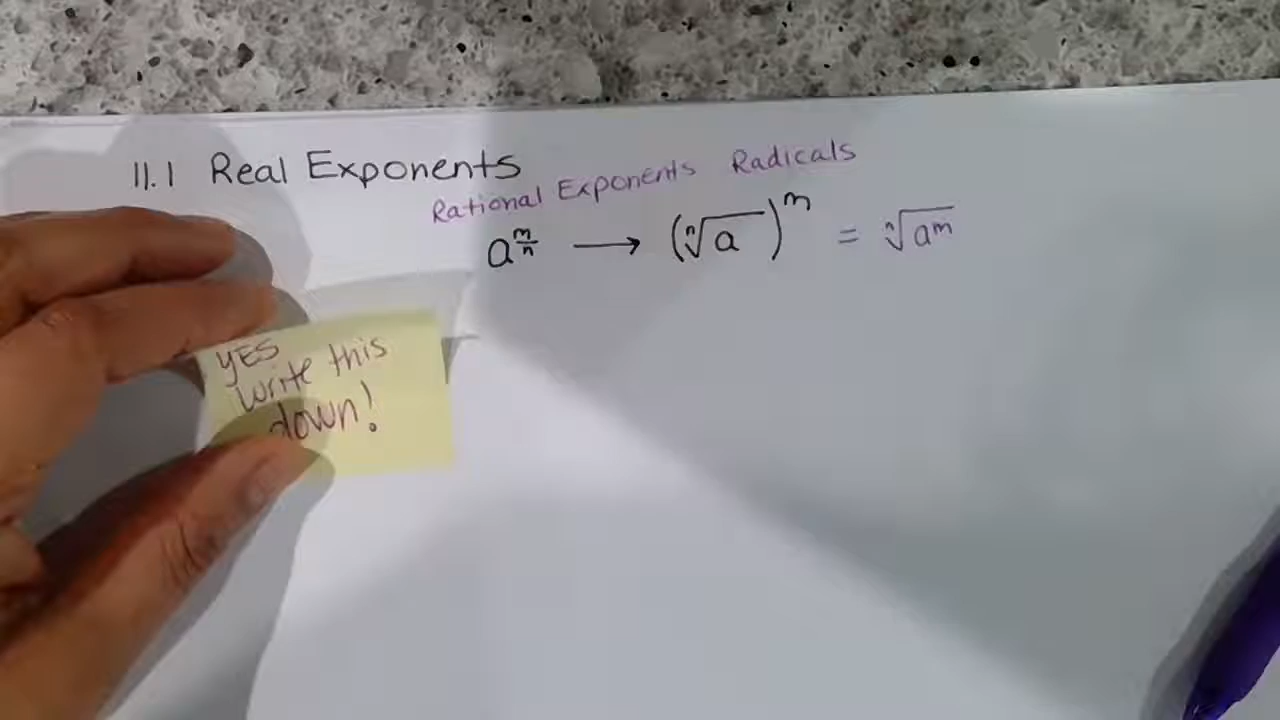 11.1 Real Exponents
Rational Exponents Radicals
a^(m/n) → (ⁿ√a)^m = ⁿ√(a^m)
YES
write this
down!